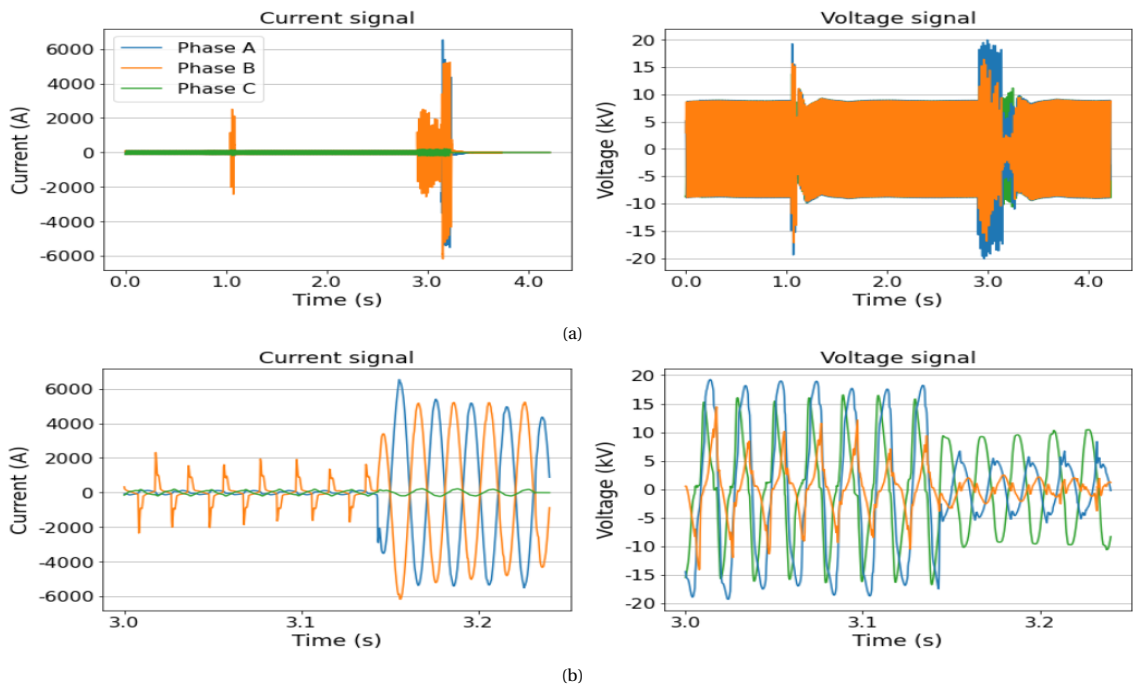 Current signal
Voltage signal
Current (A)
6000
4000
2000
0
-2000
-4000
-6000
Phase A
Phase B
Phase C
0.0 1.0 2.0 3.0 4.0
Time (s)
Voltage (kV)
20
15
10
5
0
-5
-10
-15
-20
0.0 1.0 2.0 3.0 4.0
Time (s)
(a)
Current signal
Voltage signal
Current (A)
6000
4000
2000
0
-2000
-4000
-6000
3.0 3.1 3.2
Time (s)
Voltage (kV)
20
15
10
5
0
-5
-10
-15
-20
3.0 3.1 3.2
Time (s)
(b)